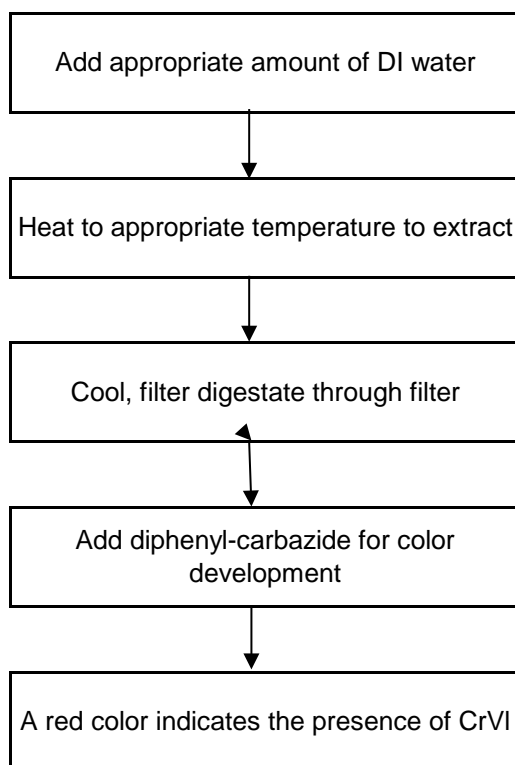 Add appropriate amount of DI water
Heat to appropriate temperature to extract
Cool, filter digestate through filter
Add diphenyl-carbazide for color
development
A red color indicates the presence of CrVI